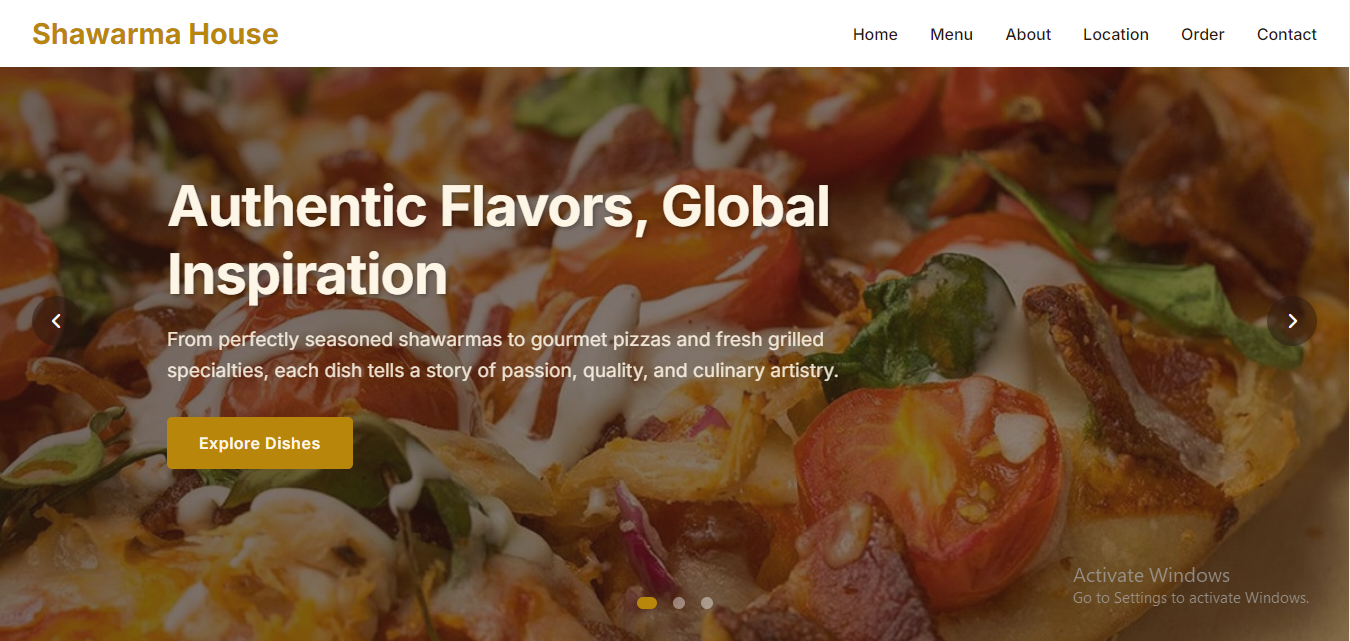 Shawarma House
Home Menu About Location Order Contact
Authentic Flavors, Global
Inspiration
From perfectly seasoned shawarmas to gourmet pizzas and fresh grilled
specialties, each dish tells a story of passion, quality, and culinary artistry.
Explore Dishes
Activate Windows
Go to Settings to activate Windows.